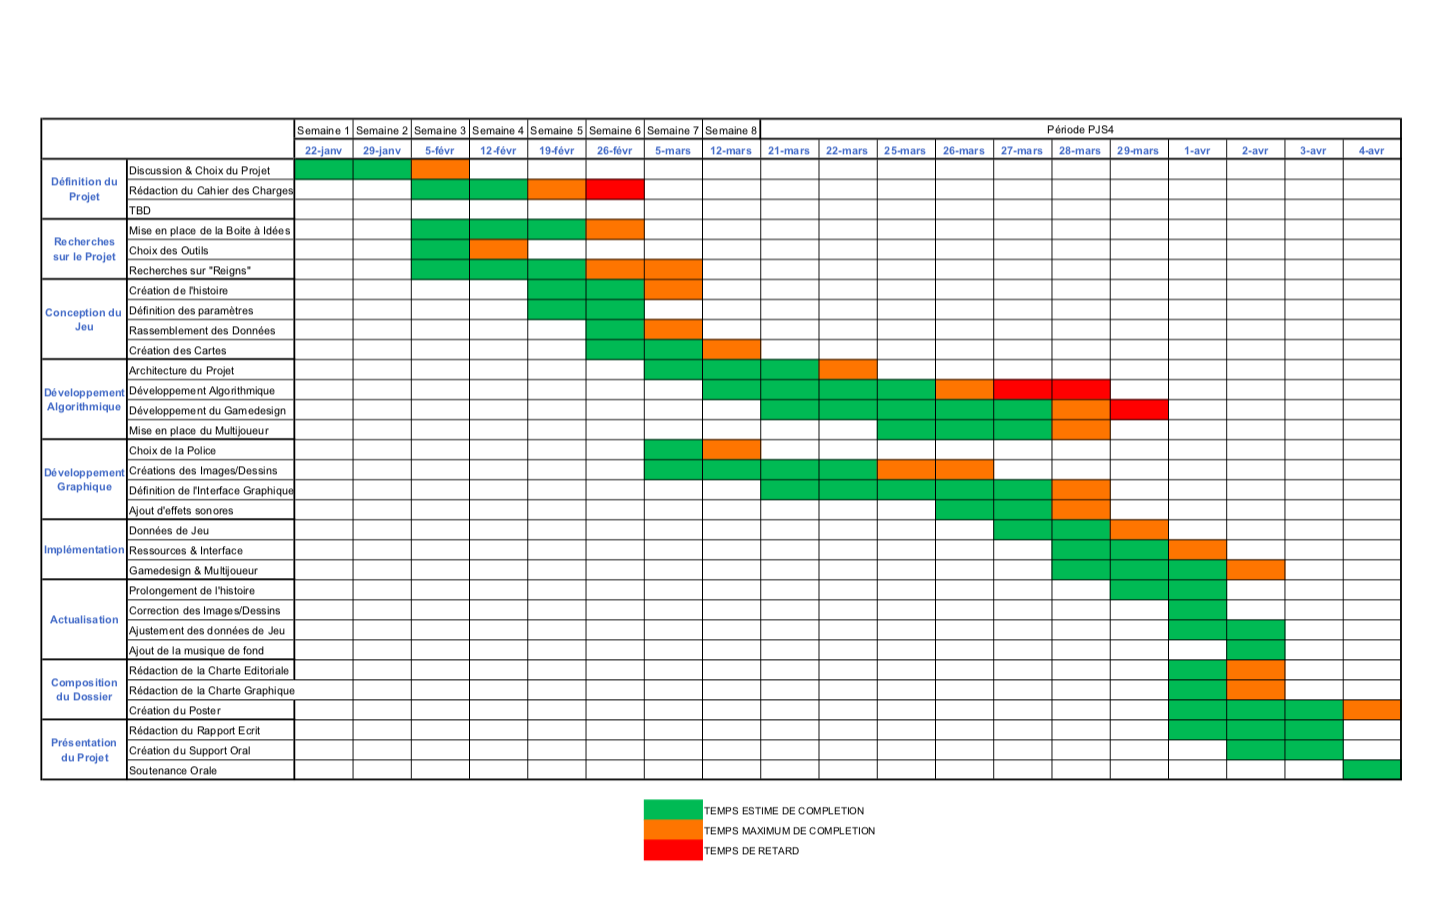 Semaine 1 Semaine 2 Semaine 3 Semaine 4 Semaine 5 Semaine 6 Semaine 7 Semaine 8 Période PJS4
22-janv 29-janv 5-févr 12-févr 19-févr 26-févr 5-mars 12-mars 21-mars 22-mars 25-mars 26-mars 27-mars 28-mars 29-mars 1-avr 2-avr 3-avr 4-avr
Définition du
Projet
Discussion & Choix du Projet
Rédaction du Cahier des Charges
TBD
Recherches
sur le Projet
Mise en place de la Boite à Idées
Choix des Outils
Recherches sur "Reigns"
Conception du
Jeu
Création de l'histoire
Définition des paramètres
Rassemblement des Données
Création des Cartes
Développement
Algorithmique
Architecture du Projet
Développement Algorithmique
Développement du Gamedesign
Mise en place du Multijoueur
Développement
Graphique
Choix de la Police
Créations des Images/Dessins
Définition de l'Interface Graphique
Ajout d'effets sonores
Implémentation
Données de Jeu
Ressources & Interface
Gamedesign & Multijoueur
Actualisation
Prolongement de l'histoire
Correction des Images/Dessins
Ajustement des données de Jeu
Ajout de la musique de fond
Composition
du Dossier
Rédaction de la Charte Editoriale
Rédaction de la Charte Graphique
Création du Poster
Présentation
du Projet
Rédaction du Rapport Ecrit
Création du Support Oral
Soutenance Orale
TEMPS ESTIME DE COMPLETION
TEMPS MAXIMUM DE COMPLETION
TEMPS DE RETARD